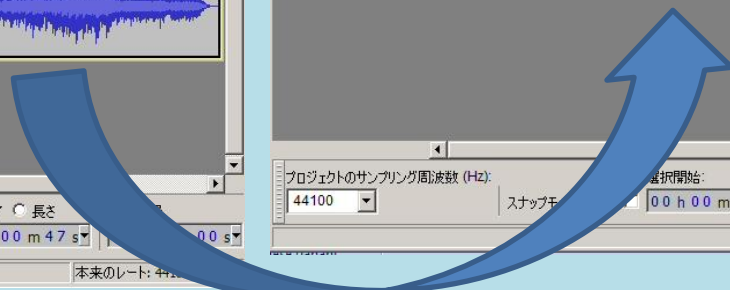 プロジェクトのサンプリング周波数 (Hz):
選択開始:
44100
スナップモ
00 h 00 m
長さ
00 m 47 s
00 s
本来のレート: 441